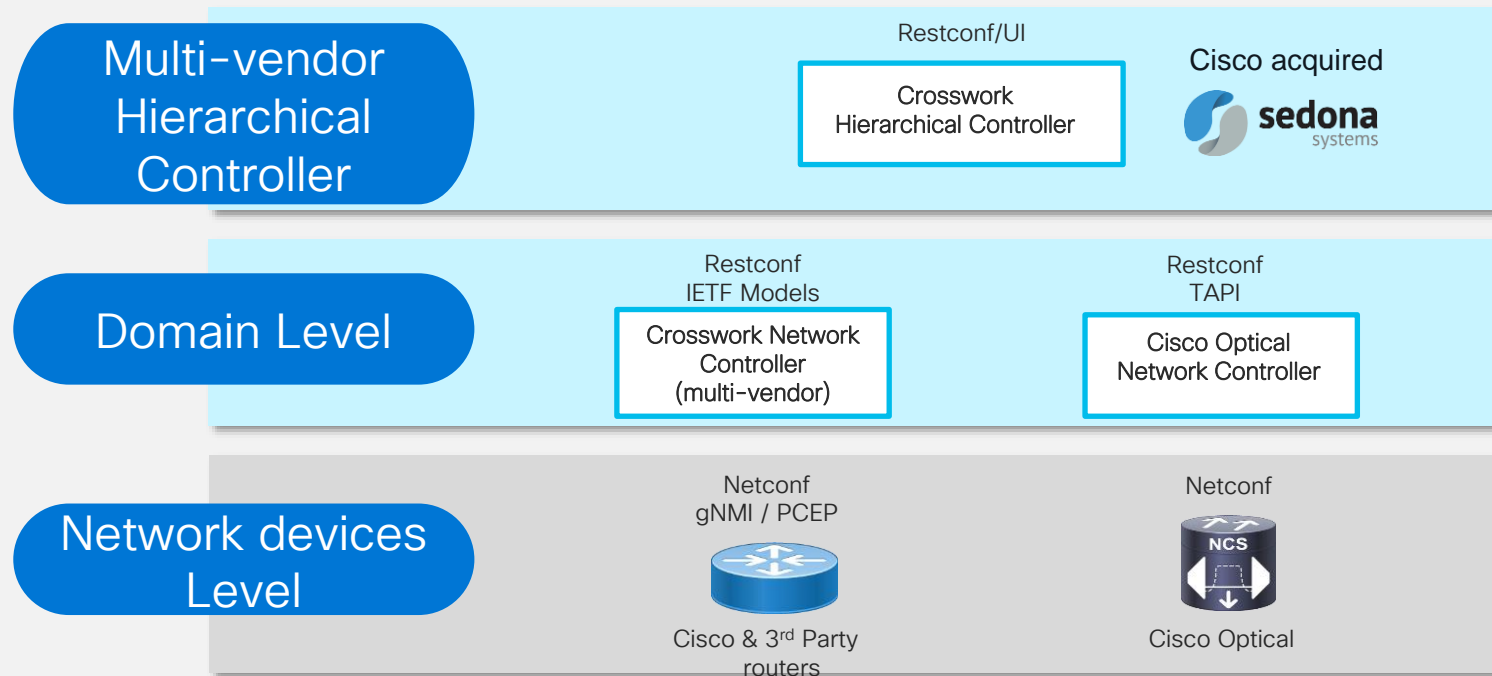 Multi-vendor
Hierarchical
Controller
Restconf/UI
Crosswork
Hierarchical Controller
Cisco acquired
sedona
systems
Domain Level
Restconf
IETF Models
Crosswork Network
Controller
(multi-vendor)
Restconf
TAPI
Cisco Optical
Network Controller
Network devices
Level
Netconf
gNMI / PCEP
Cisco & 3rd Party
routers
Netconf
NCS
Cisco Optical